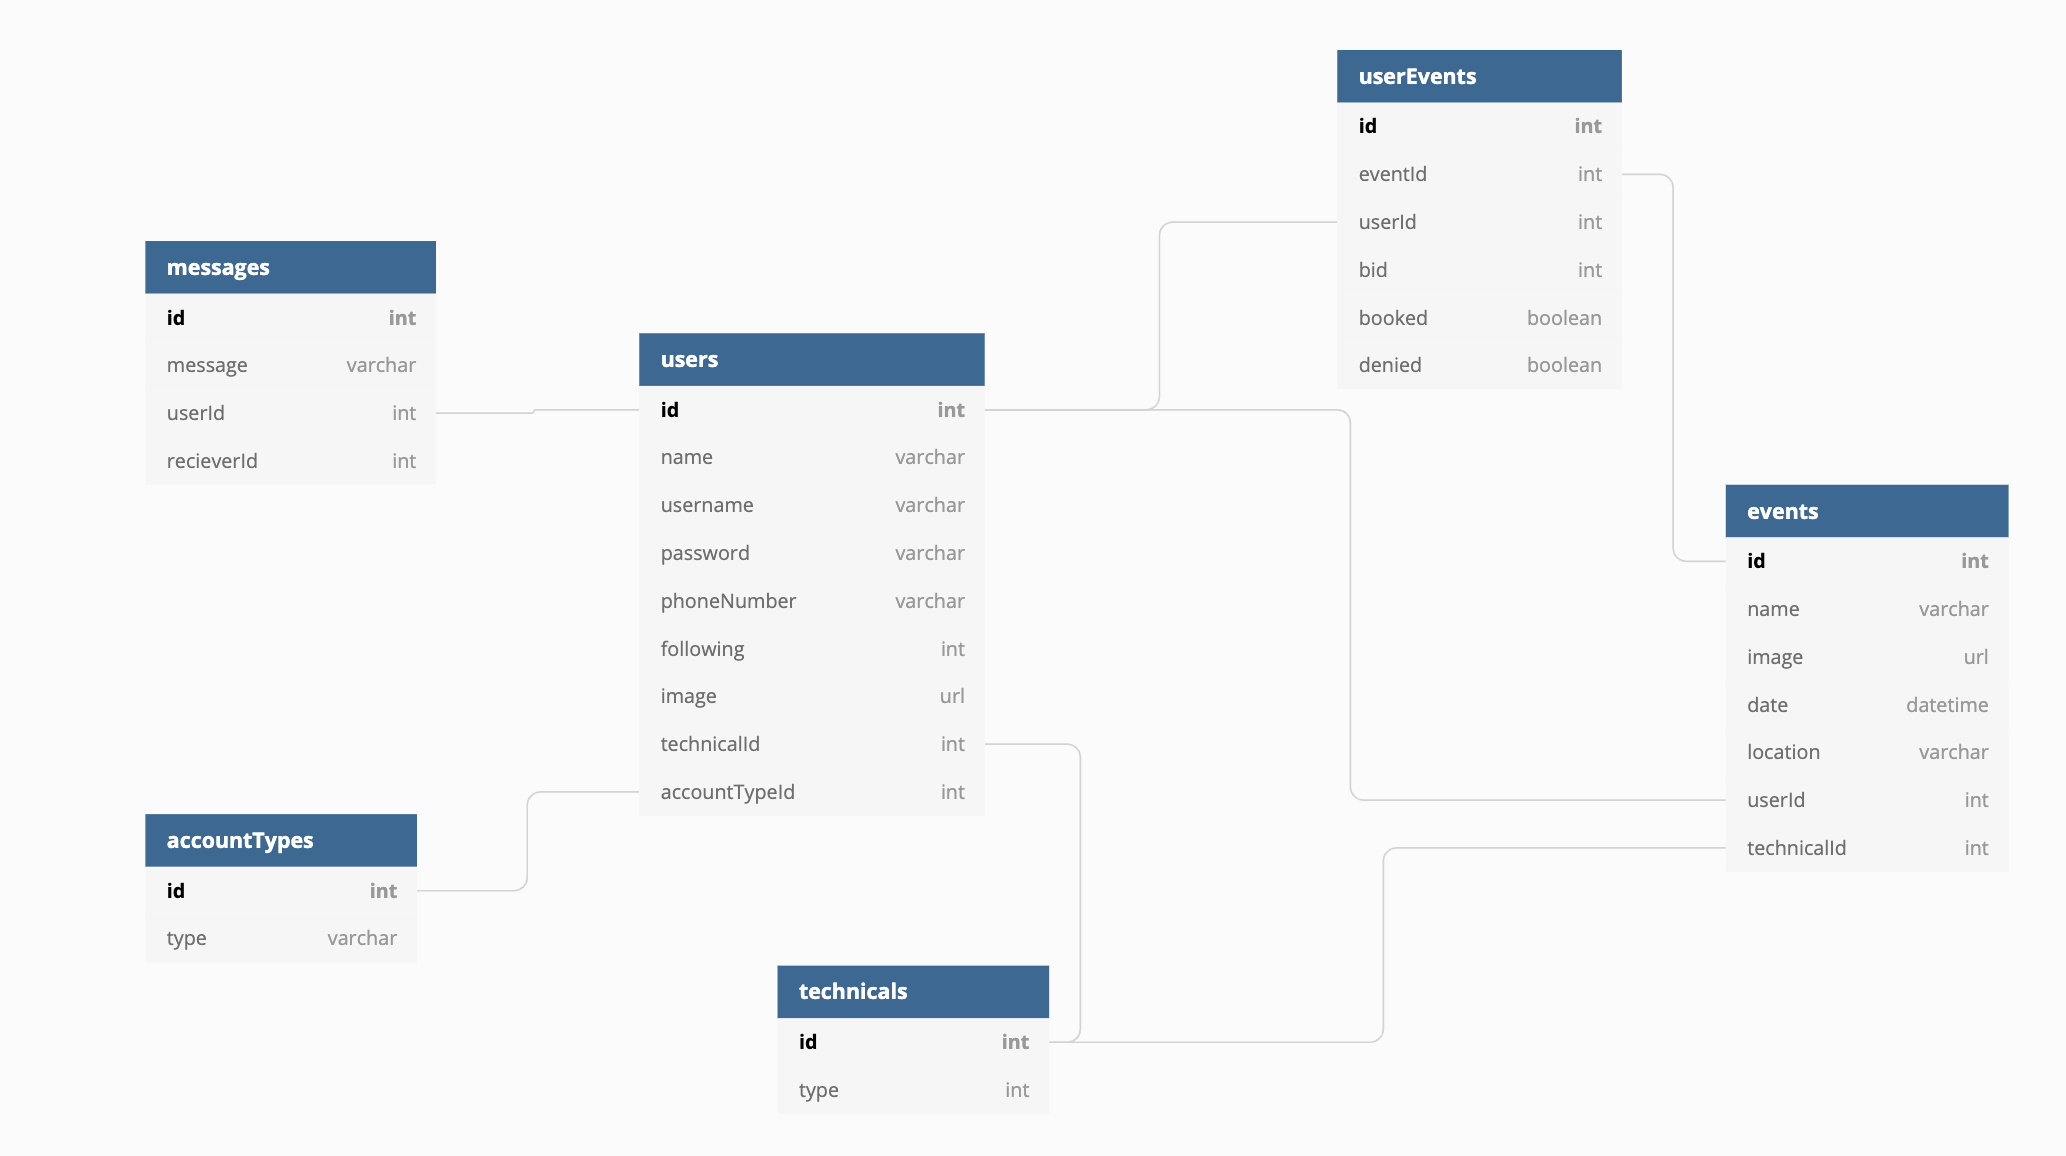 userEvents
id int
eventId int
userId int
bid int
booked boolean
denied boolean
messages
id int
message varchar
userId int
recieverId int
users
id int
name varchar
username varchar
password varchar
phoneNumber varchar
following int
image url
technicalId int
accountTypeId int
events
id int
name varchar
image url
date datetime
location varchar
userId int
technicalId int
accountTypes
id int
type varchar
technicals
id int
type int